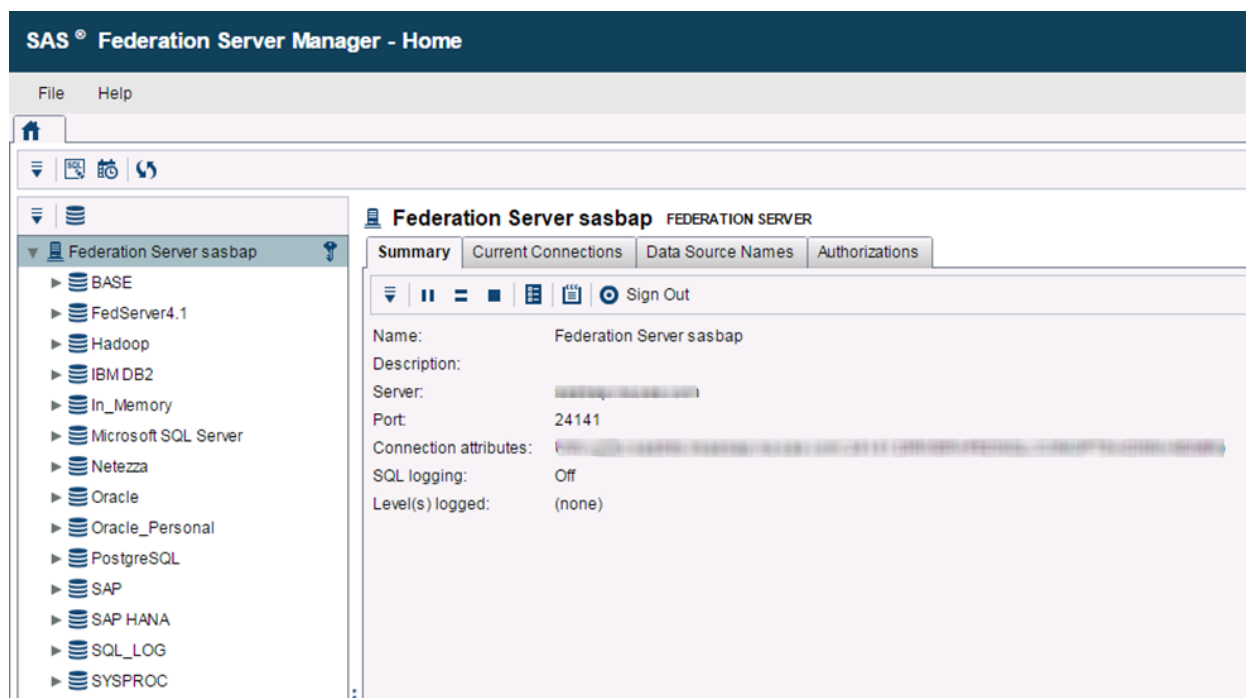 SAS ® Federation Server Manager - Home
File Help
SQL
Federation Server sasbap FEDERATION SERVER
Federation Server sasbap
Summary Current Connections Data Source Names Authorizations
BASE
Sign Out
FedServer4.1
Name: Federation Server sasbap
Hadoop
Description:
IBM DB2
Server:
In_Memory
Port: 24141
Microsoft SQL Server
Connection attributes:
Netezza
SQL logging: Off
Oracle
Level(s) logged: (none)
Oracle_Personal
PostgreSQL
SAP
SAP HANA
SQL_LOG
SYSPROC